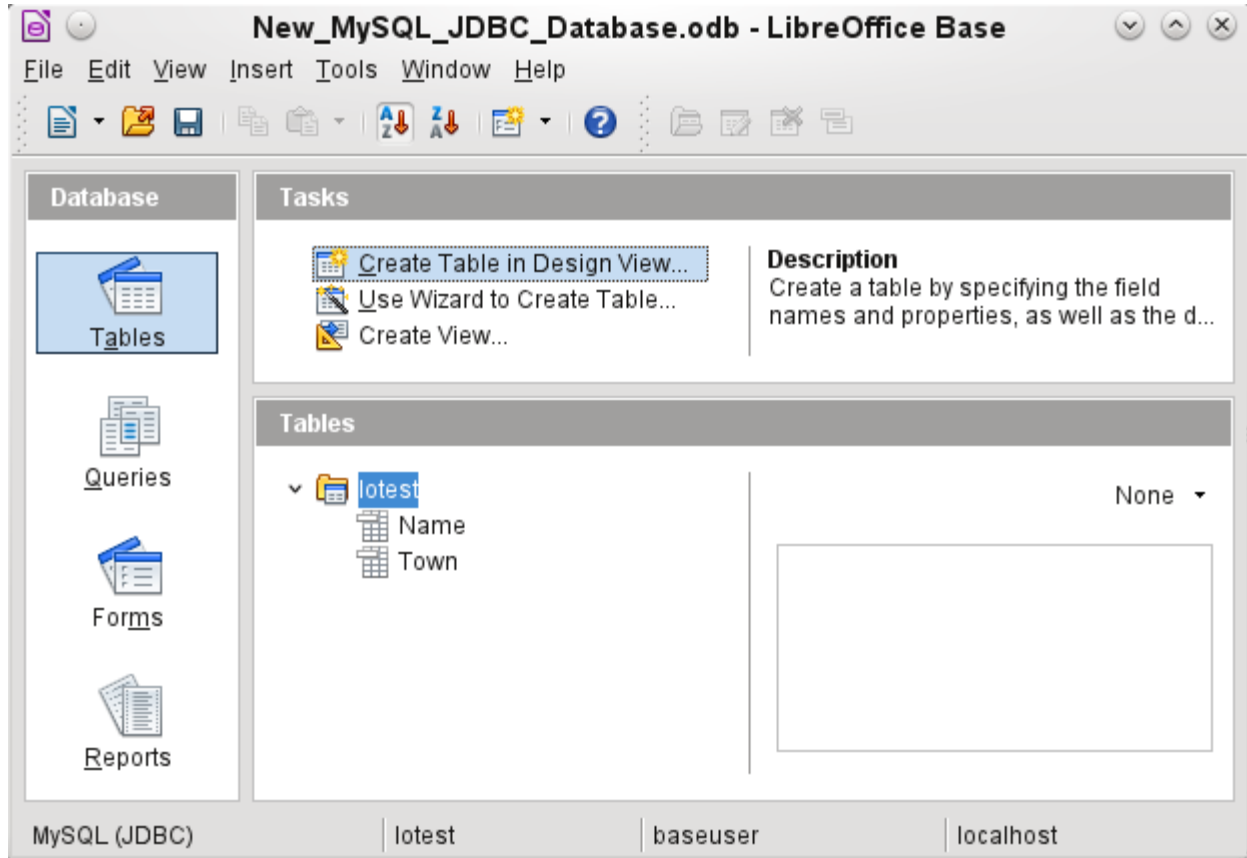 New_MySQL_JDBC_Database.odb - LibreOffice Base
File Edit View Insert Tools Window Help
Database
Tables
Queries
Forms
Reports
Tasks
Create Table in Design View...
Use Wizard to Create Table...
Create View...
Description
Create a table by specifying the field
names and properties, as well as the d...
Tables
lotest
Name
Town
None
MySQL (JDBC) lotest baseuser localhost